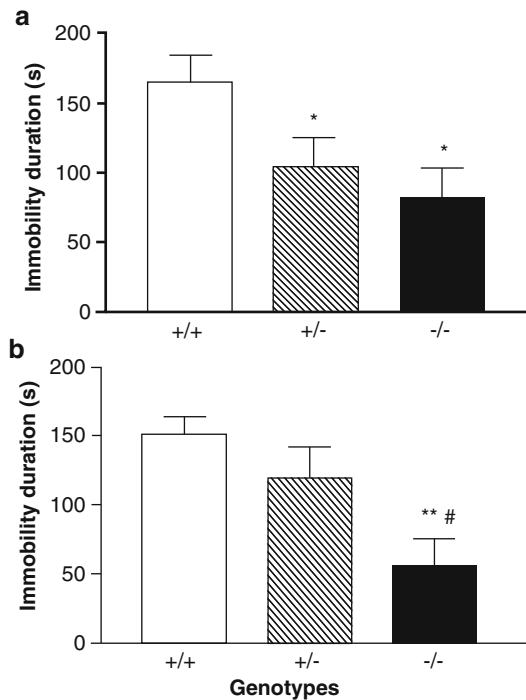 a
Immobility duration (s)
200
150
100
50
0
*
*
+/+ +/- -/-
b
Immobility duration (s)
200
150
100
50
0
** #
+/+ +/- -/-
Genotypes